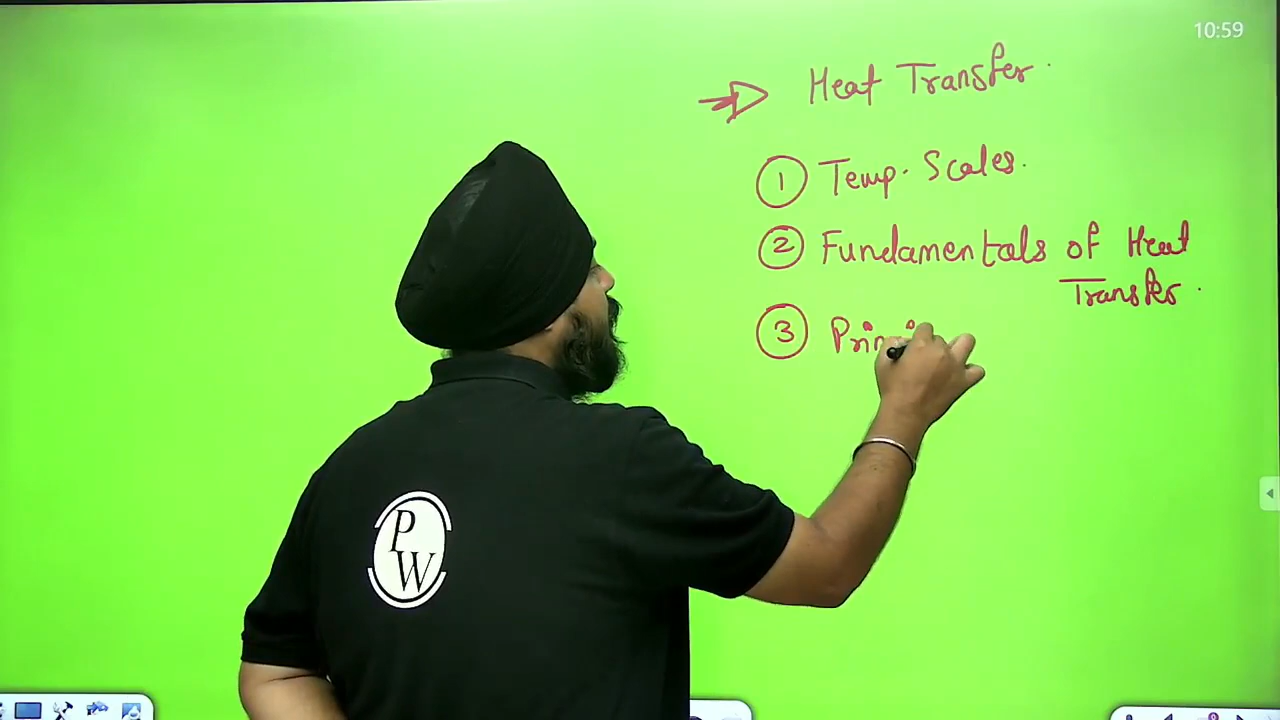 10:59
Heat Transfer.
1 Temp. Scales.
2 Fundamentals of Heat
Transfer.
3
P
W